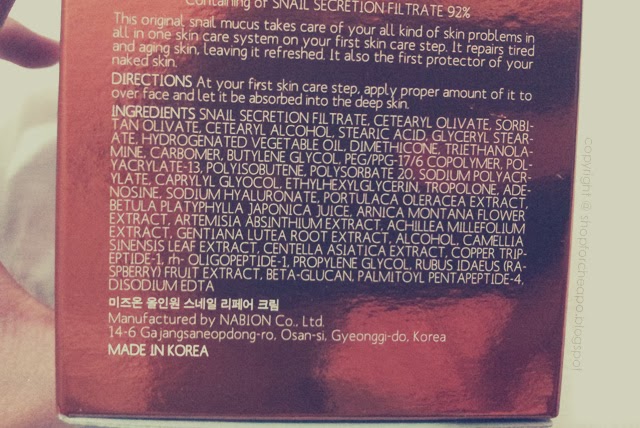 Containing of SNAIL SECRETION FILTRATE 92%
This original snail mucus takes care of your all kind of skin problems in
all in one skin care system on your first skin care step. It repairs tired
and aging skin, leaving it refreshed. It also the first protector of your
naked skin.
DIRECTIONS At your first skin care step, apply proper amount of it to
over face and let it be absorbed into the deep skin.
INGREDIENTS SNAIL SECRETION FILTRATE, CETEARYL OLIVATE, SORBI-
TAN OLIVATE, CETEARYL ALCOHOL, STEARIC ACID, GLYCERYL STEAR-
ATE, HYDROGENATED VEGETABLE OIL, DIMETHICONE, TRIETHANOLA-
MINE, CARBOMER, BUTYLENE GLYCOL, PEG/PPG-17/6 COPOLYMER, POL-
YACRYLATE-13, POLYISOBUTENE, POLYSORBATE 20, SODIUM POLYACR-
YLATE, CAPRYLYL GLYCOL, ETHYLHEXYLGLYCERIN, TROPOLONE, ADE-
NOSINE, SODIUM HYALURONATE, PORTULACA OLERACEA EXTRACT,
BETULA PLATYPHYLLA JAPONICA JUICE, ARNICA MONTANA FLOWER
EXTRACT, ARTEMISIA ABSINTHIUM EXTRACT, ACHILLEA MILLEFOLIUM
EXTRACT, GENTIANA LUTEA ROOT EXTRACT, ALCOHOL, CAMELLIA
SINENSIS LEAF EXTRACT, CENTELLA ASIATICA EXTRACT, COPPER TRIP-
EPTIDE-1, rh- OLIGOPEPTIDE-1, PROPYLENE GLYCOL, RUBUS IDAEUS (RA-
SPBERRY) FRUIT EXTRACT, BETA-GLUCAN, PALMITOYL PENTAPEPTIDE-4,
DISODIUM EDTA
미즈온 올인원 스네일 리페어 크림
Manufactured by NABION Co., Ltd.
14-6 Gajangsaneopdong-ro, Osan-si, Gyeonggi-do, Korea
MADE IN KOREA
copyright © shopforcheapo.blogspot